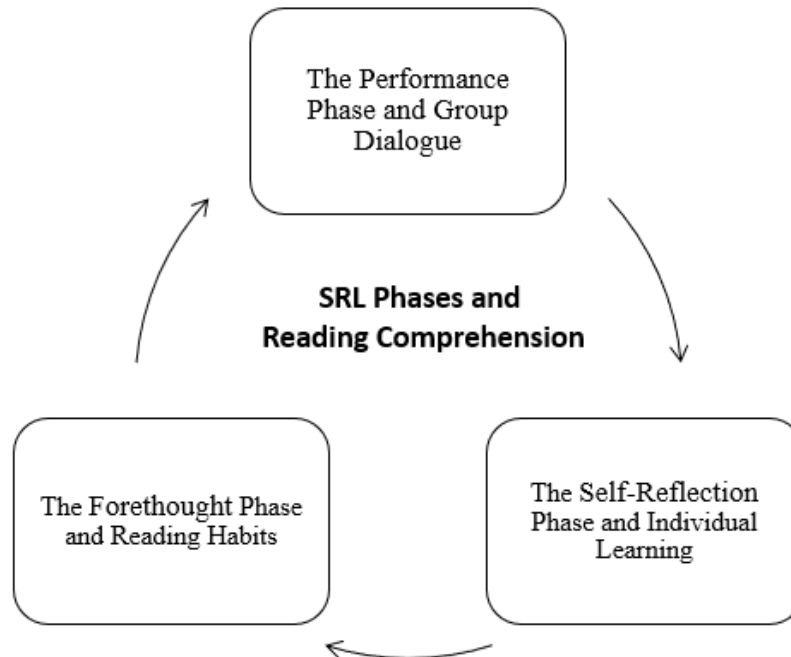 The Performance
Phase and Group
Dialogue
SRL Phases and
Reading Comprehension
The Forethought Phase
and Reading Habits
The Self-Reflection
Phase and Individual
Learning